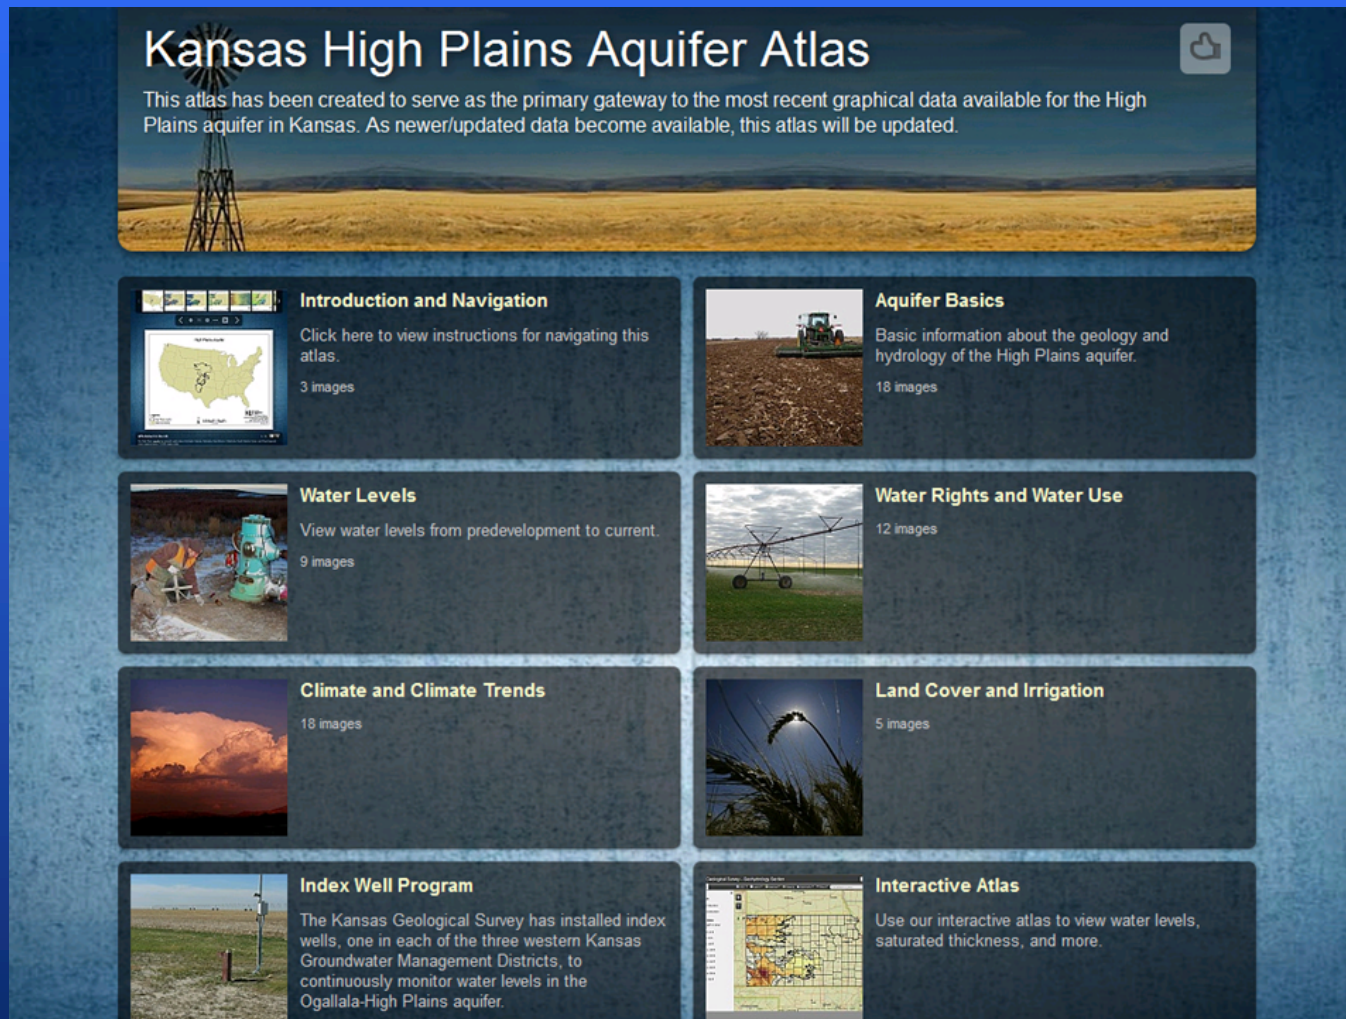 Kansas High Plains Aquifer Atlas
This atlas has been created to serve as the primary gateway to the most recent graphical data available for the High
Plains aquifer in Kansas. As newer/updated data become available, this atlas will be updated.
Introduction and Navigation
Click here to view instructions for navigating this
atlas.
3 images
Aquifer Basics
Basic information about the geology and
hydrology of the High Plains aquifer.
18 images
Water Levels
View water levels from predevelopment to current.
9 images
Water Rights and Water Use
12 images
Climate and Climate Trends
18 images
Land Cover and Irrigation
5 images
Index Well Program
The Kansas Geological Survey has installed index
wells, one in each of the three western Kansas
Groundwater Management Districts, to
continuously monitor water levels in the
Ogallala-High Plains aquifer.
Interactive Atlas
Use our interactive atlas to view water levels,
saturated thickness, and more.